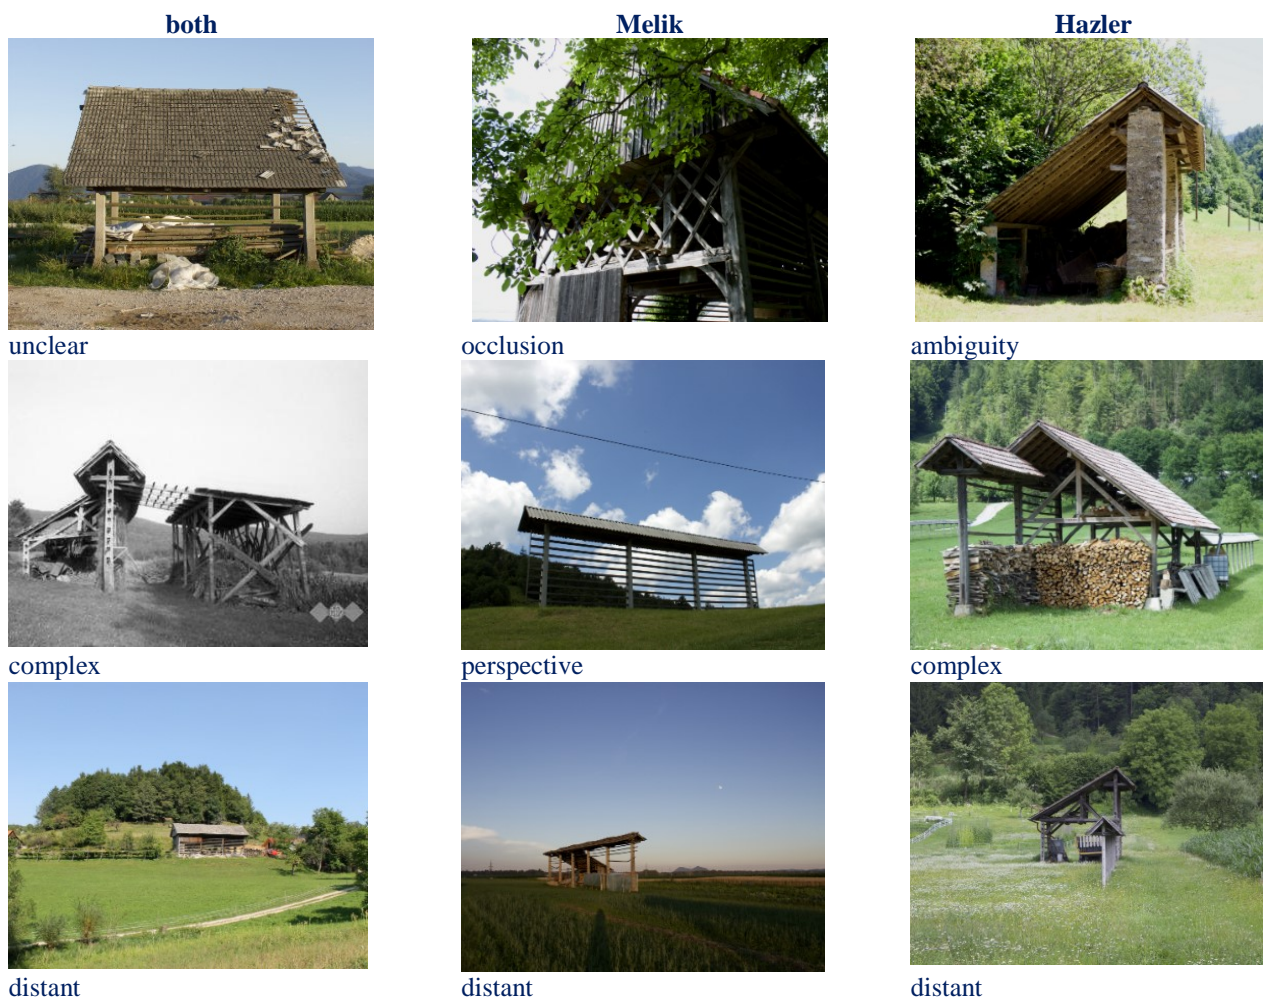 both Melik Hazler
unclear occlusion ambiguity
complex perspective complex
distant distant distant